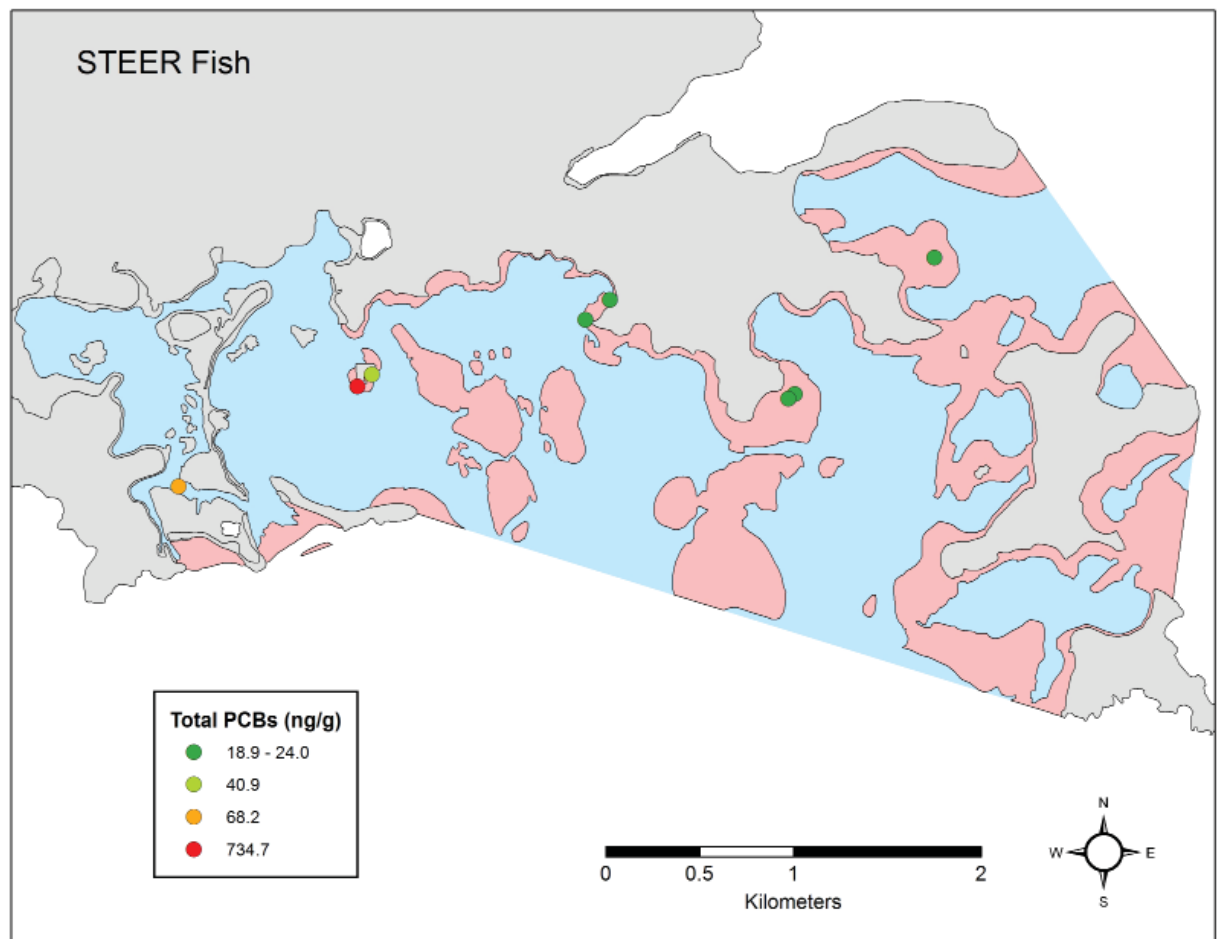 STEER Fish
Total PCBs (ng/g)
18.9 - 24.0
40.9
68.2
734.7
0 0.5 1 2
Kilometers
N
W E
S